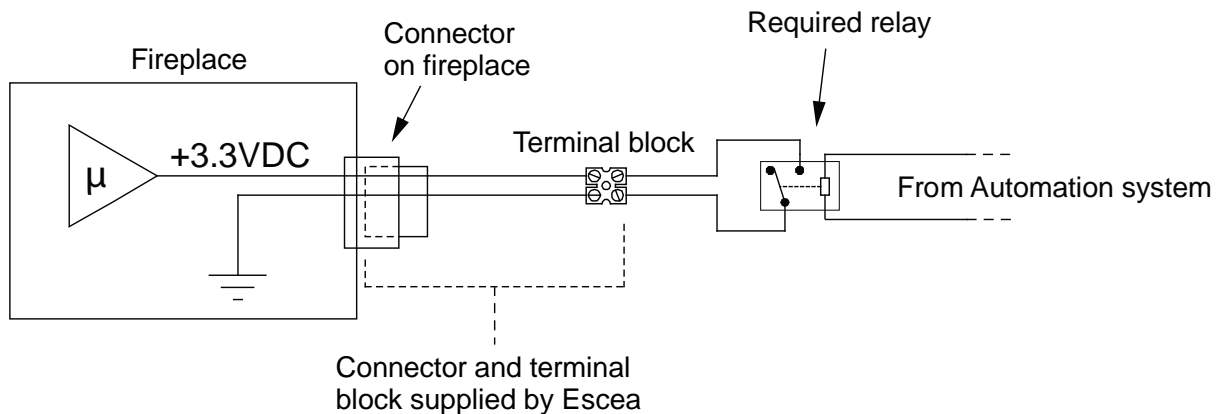 Required relay
Connector
on fireplace
Fireplace
+3.3VDC
Terminal block
μ
From Automation system
Connector and terminal
block supplied by Escea